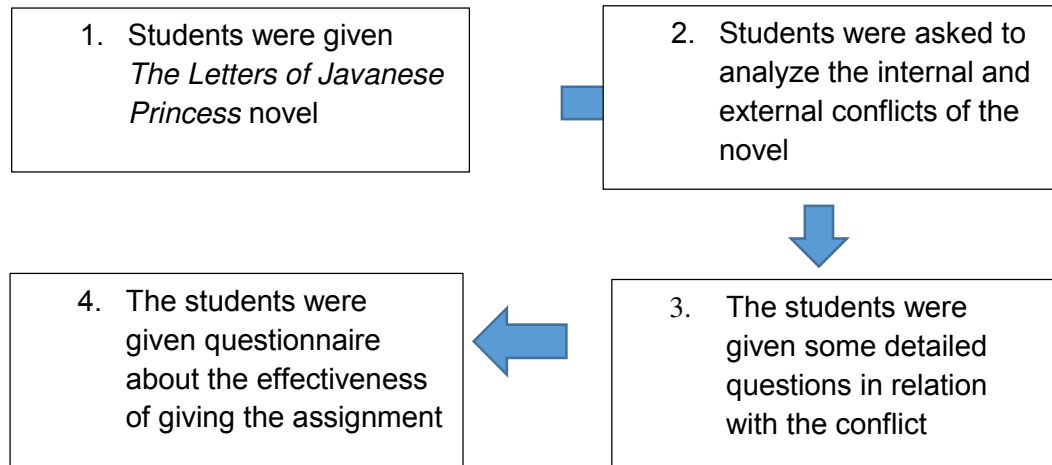 1. Students were given
The Letters of Javanese
Princess novel
2. Students were asked to
analyze the internal and
external conflicts of the
novel
3. The students were
given some detailed
questions in relation
with the conflict
4. The students were
given questionnaire
about the effectiveness
of giving the assignment